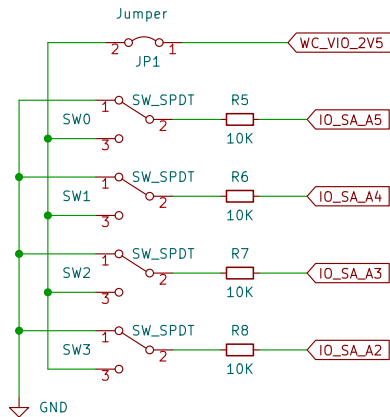 Jumper
2 1 WC_VIO_2V5
JP1
1 SW_SPDT R5
SW0 2 IO_SA_A5
3 10K
1 SW_SPDT R6
SW1 2 IO_SA_A4
3 10K
1 SW_SPDT R7
SW2 2 IO_SA_A3
3 10K
1 SW_SPDT R8
SW3 2 IO_SA_A2
3 10K
GND